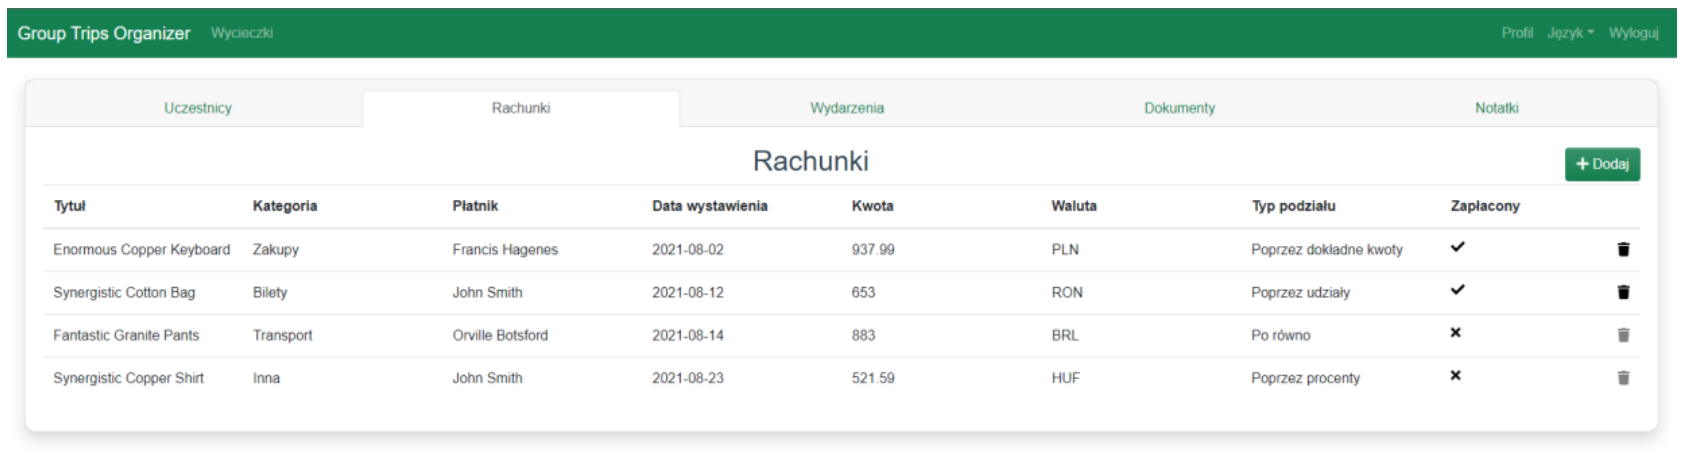 Group Trips Organizer Wycieczki Profil Język Wyloguj
Uczestnicy Rachunki Wydarzenia Dokumenty Notatki
Rachunki
+ Dodaj
Tytuł Kategoria Płatnik Data wystawienia Kwota Waluta Typ podziału Zapłacony
Enormous Copper Keyboard Zakupy Francis Hagenes 2021-08-02 937.99 PLN Poprzez dokładne kwoty
Synergistic Cotton Bag Bilety John Smith 2021-08-12 653 RON Poprzez udziały
Fantastic Granite Pants Transport Orville Botsford 2021-08-14 883 BRL Po równo
Synergistic Copper Shirt Inna John Smith 2021-08-23 521.59 HUF Poprzez procenty